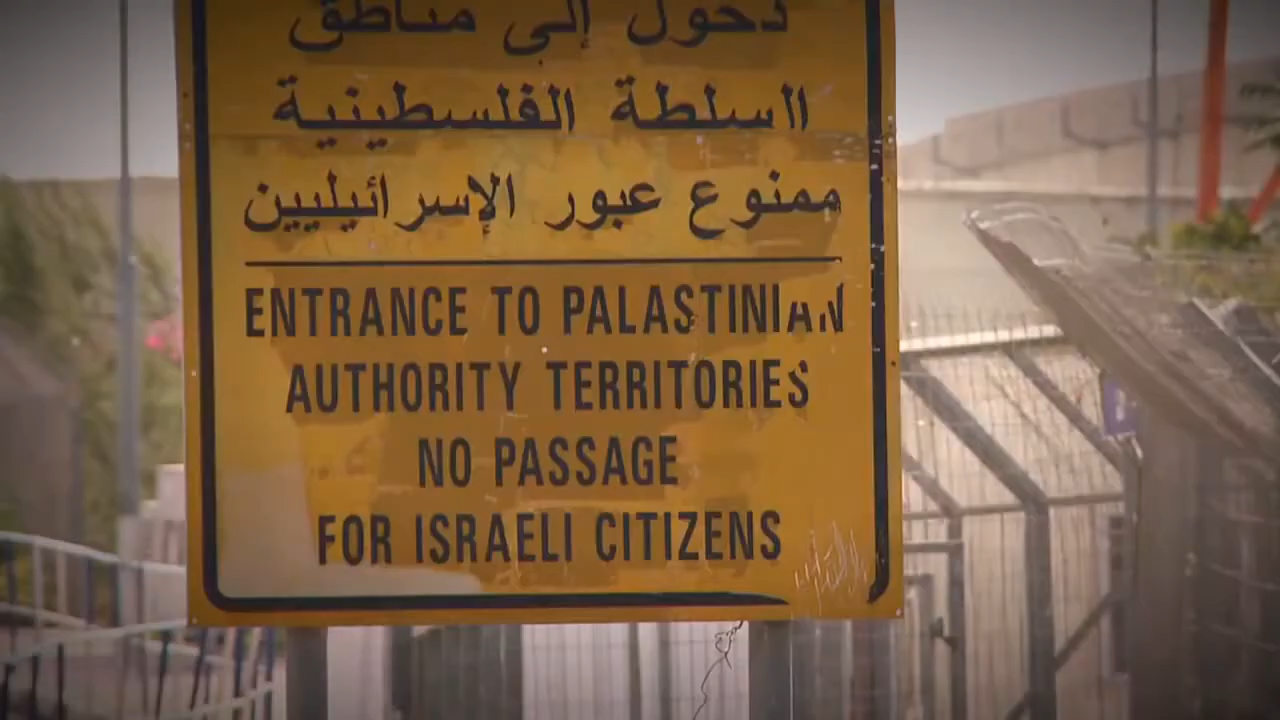 دخول إلى مناطق
السلطة الفلسطينية
ممنوع عبور الإسرائيليين
ENTRANCE TO PALASTINIAN
AUTHORITY TERRITORIES
NO PASSAGE
FOR ISRAELI CITIZENS